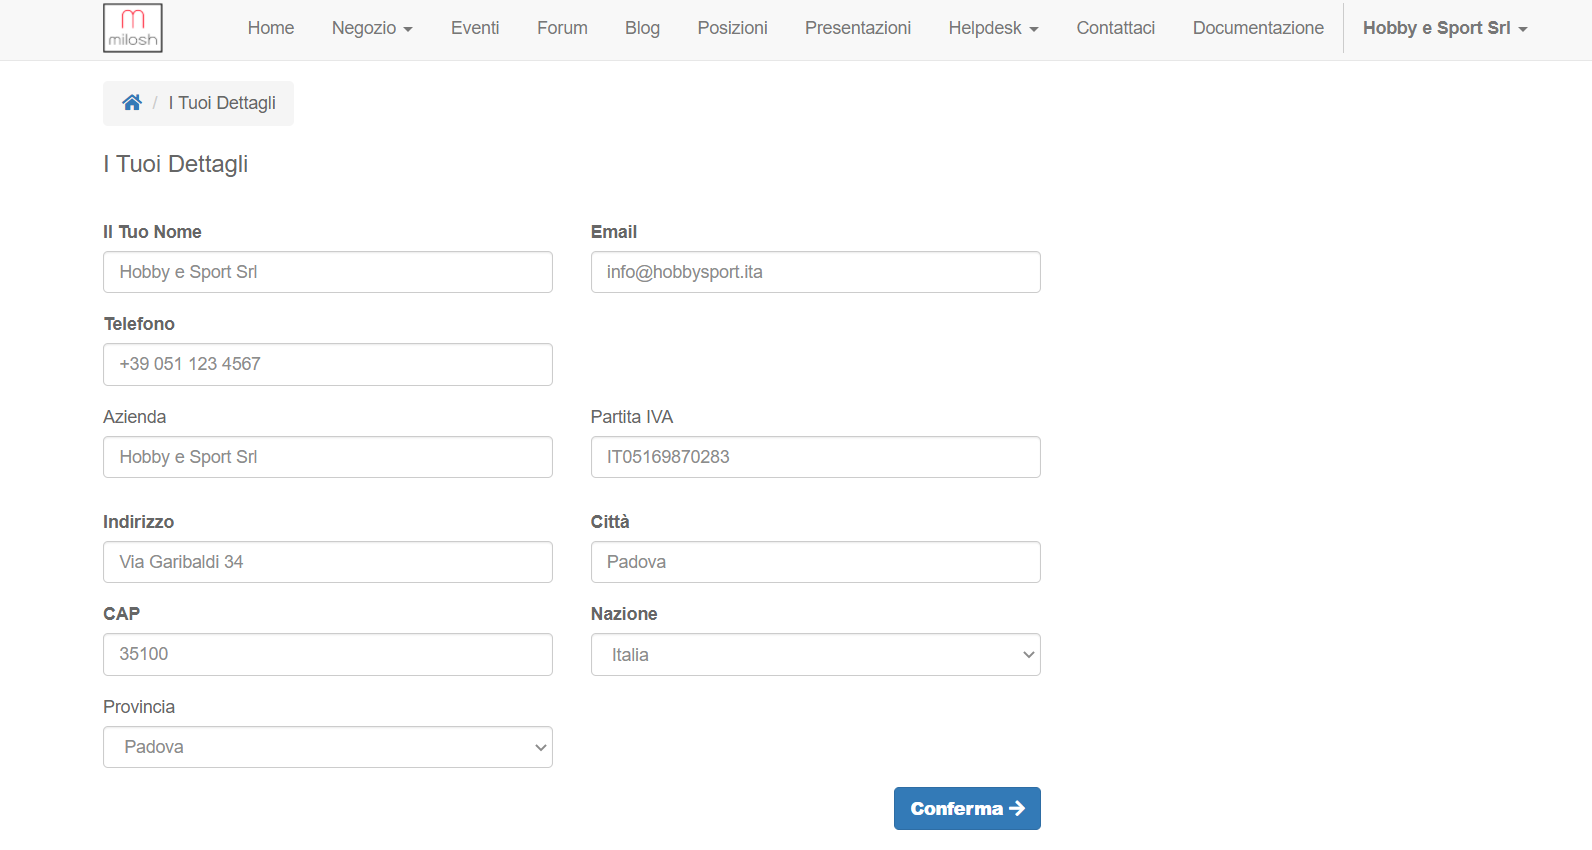 milosh
Home Negozio Eventi Forum Blog Posizioni Presentazioni Helpdesk Contattaci Documentazione Hobby e Sport Srl
/ I Tuoi Dettagli
I Tuoi Dettagli
Il Tuo Nome Email
Hobby e Sport Srl info@hobbysport.ita
Telefono
+39 051 123 4567
Azienda Partita IVA
Hobby e Sport Srl IT05169870283
Indirizzo Città
Via Garibaldi 34 Padova
CAP Nazione
35100 Italia
Provincia
Padova
Conferma